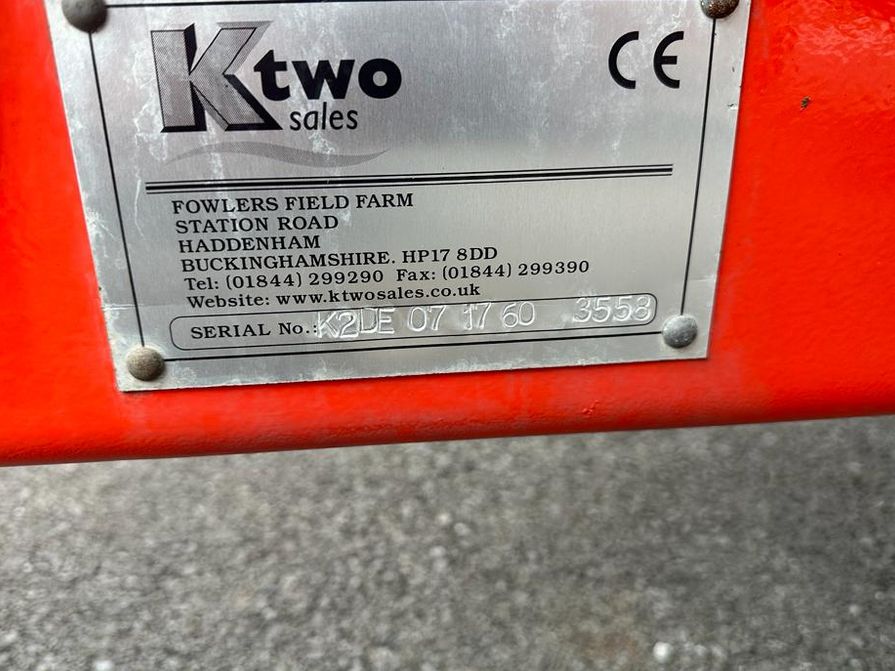 Ktwo
sales
CE
FOWLERS FIELD FARM
STATION ROAD
HADDENHAM
BUCKINGHAMSHIRE. HP17 8DD
Tel: (01844) 299290 Fax: (01844) 299390
Website: www.ktwosales.co.uk
SERIAL No.: K2DE 07 17 60 3558